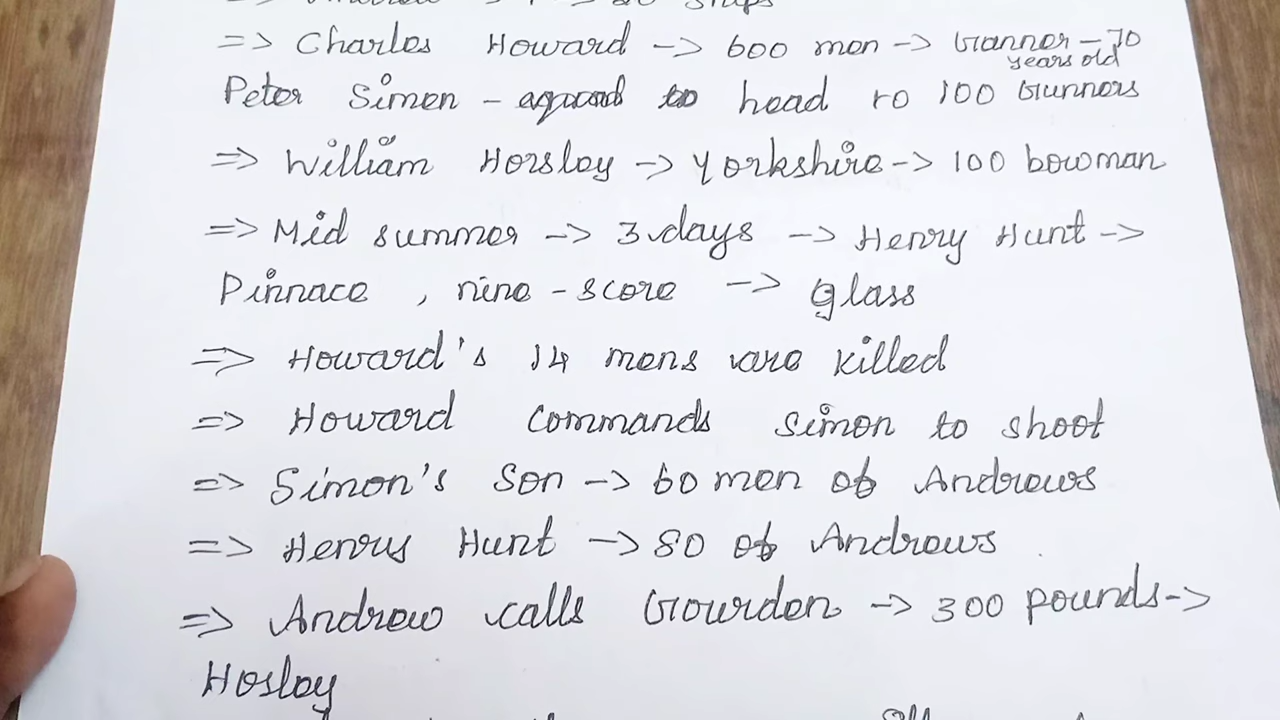 => Charles Howard -> 600 men -> Gunner - 70
years old
Peter Simon - to head to 100 Gunners
=> William Horsley -> Yorkshire -> 100 bowman
=> Mid summer -> 3 days -> Henry Hunt ->
Pinnace , nine - score -> glass
=> Howard's 14 mens are killed
=> Howard commands Simon to shoot
=> Simon's Son -> 60 men of Andrews
=> Henry Hunt -> 80 of Andrews
=> Andrew calls Gourden -> 300 pounds ->
Hosley